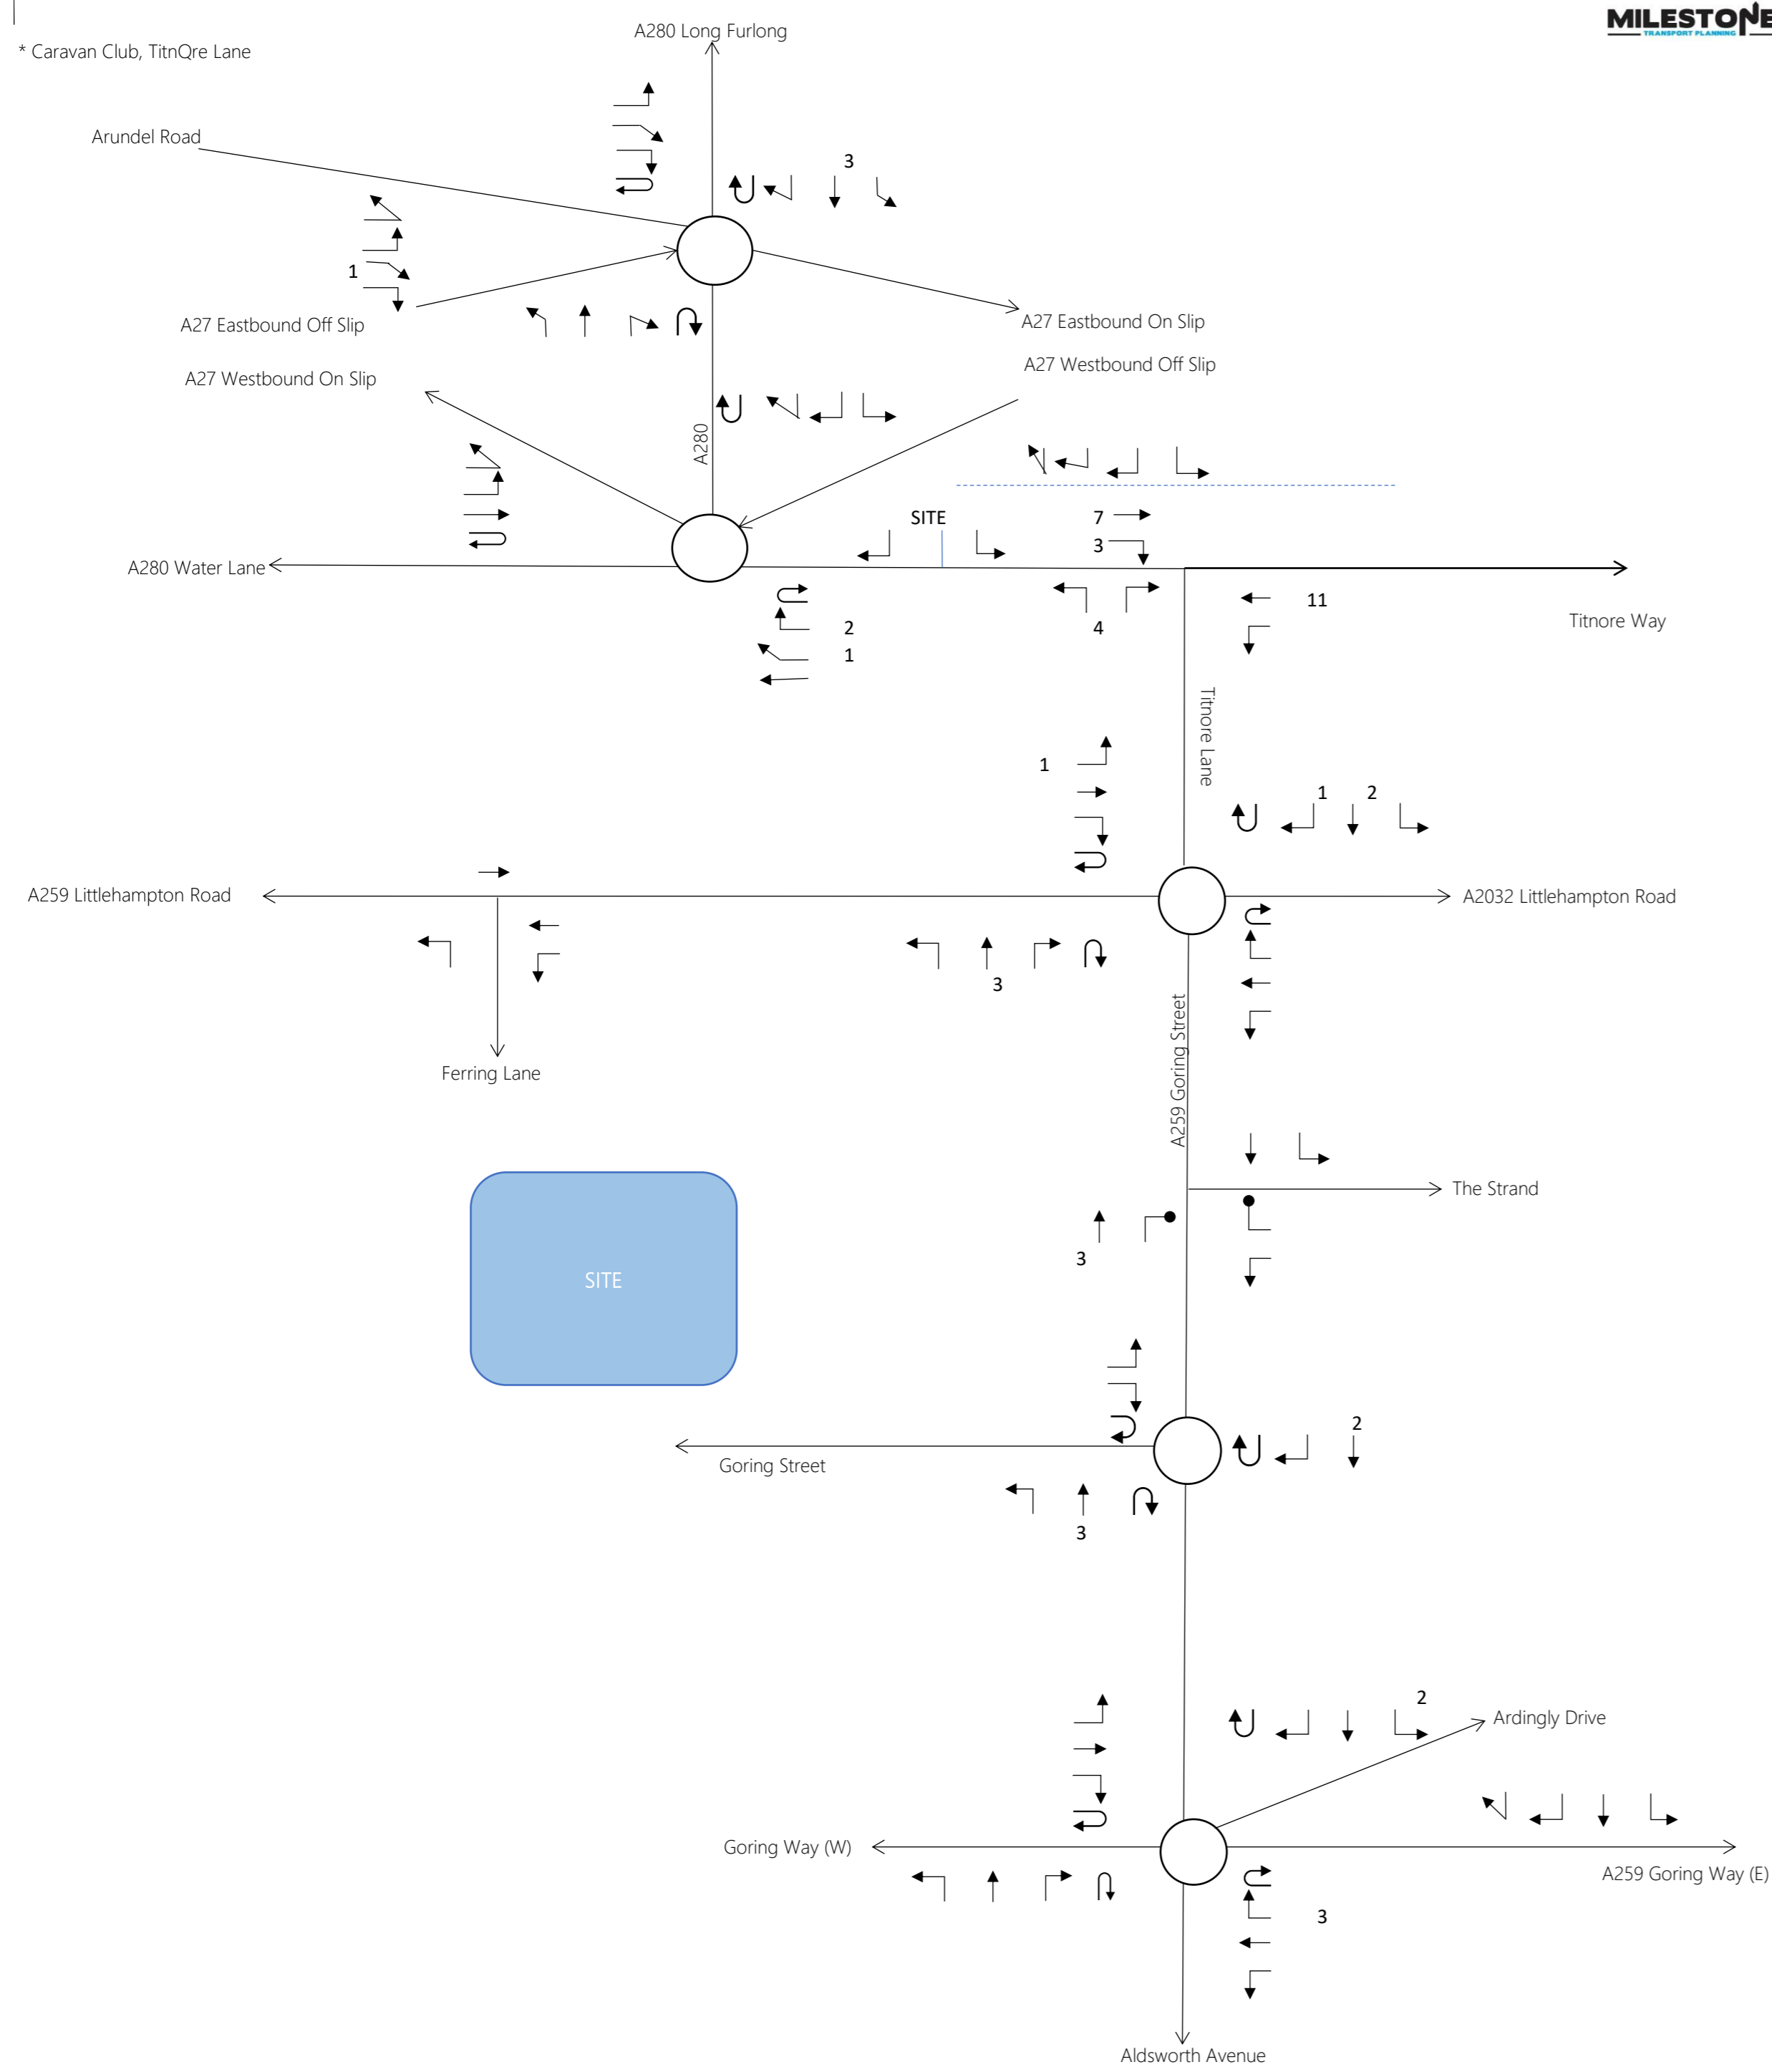 MILESTONE
TRANSPORT PLANNING
* Caravan Club, TitnQre Lane
A280 Long Furlong
Arundel Road
3
1
A27 Eastbound Off Slip
A27 Eastbound On Slip
A27 Westbound On Slip
A27 Westbound Off Slip
A280
SITE
7
3
A280 Water Lane
4
11
2
1
Titnore Way
Titnore Lane
1
1 2
A259 Littlehampton Road
A2032 Littlehampton Road
3
A259 Goring Street
Ferring Lane
The Strand
3
SITE
2
Goring Street
3
2
Ardingly Drive
Goring Way (W)
A259 Goring Way (E)
3
Aldsworth Avenue